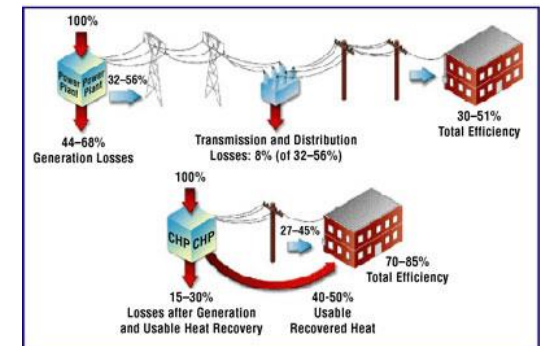 100%
Power Plant
Power Plant
32–56%
44–68%
Generation Losses
Transmission and Distribution
Losses: 8% (of 32–56%)
30–51%
Total Efficiency
100%
CHP CHP
27–45%
70–85%
Total Efficiency
15–30%
Losses after Generation
and Usable Heat Recovery
40-50%
Usable
Recovered Heat